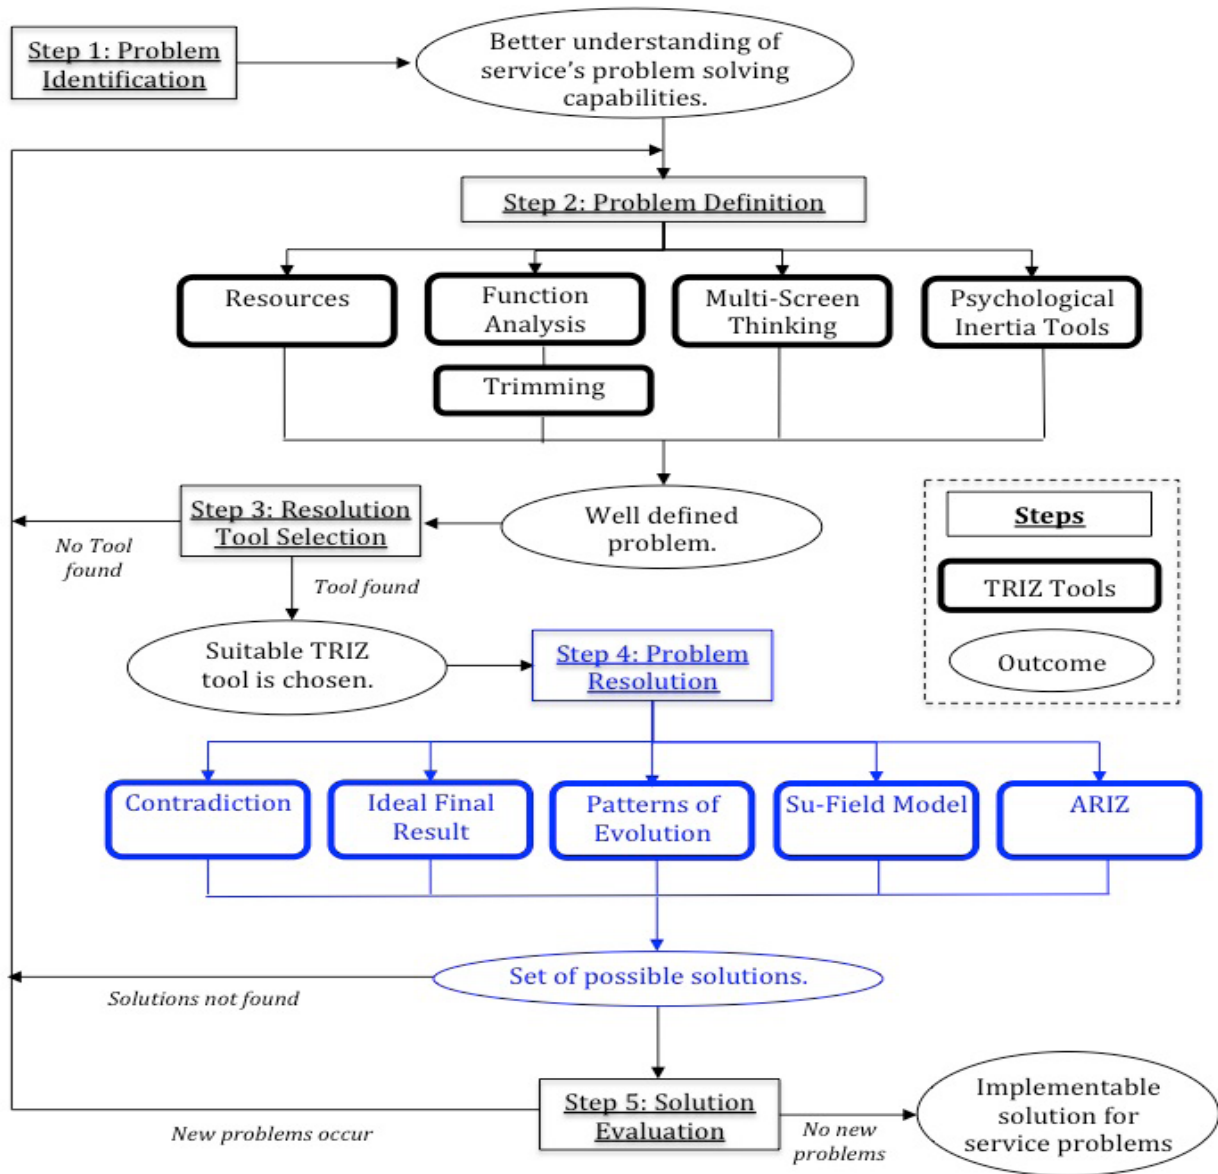 Step 1: Problem
Identification
Better understanding of
service's problem solving
capabilities.
Step 2: Problem Definition
Resources
Function
Analysis
Multi-Screen
Thinking
Psychological
Inertia Tools
Trimming
Step 3: Resolution
Tool Selection
Well defined
problem.
Steps
No Tool
found
Tool found
TRIZ Tools
Suitable TRIZ
tool is chosen.
Step 4: Problem
Resolution
Outcome
Contradiction
Ideal Final
Result
Patterns of
Evolution
Su-Field Model
ARIZ
Set of possible solutions.
Solutions not found
Step 5: Solution
Evaluation
Implementable
solution for
service problems
New problems occur
No new
problems